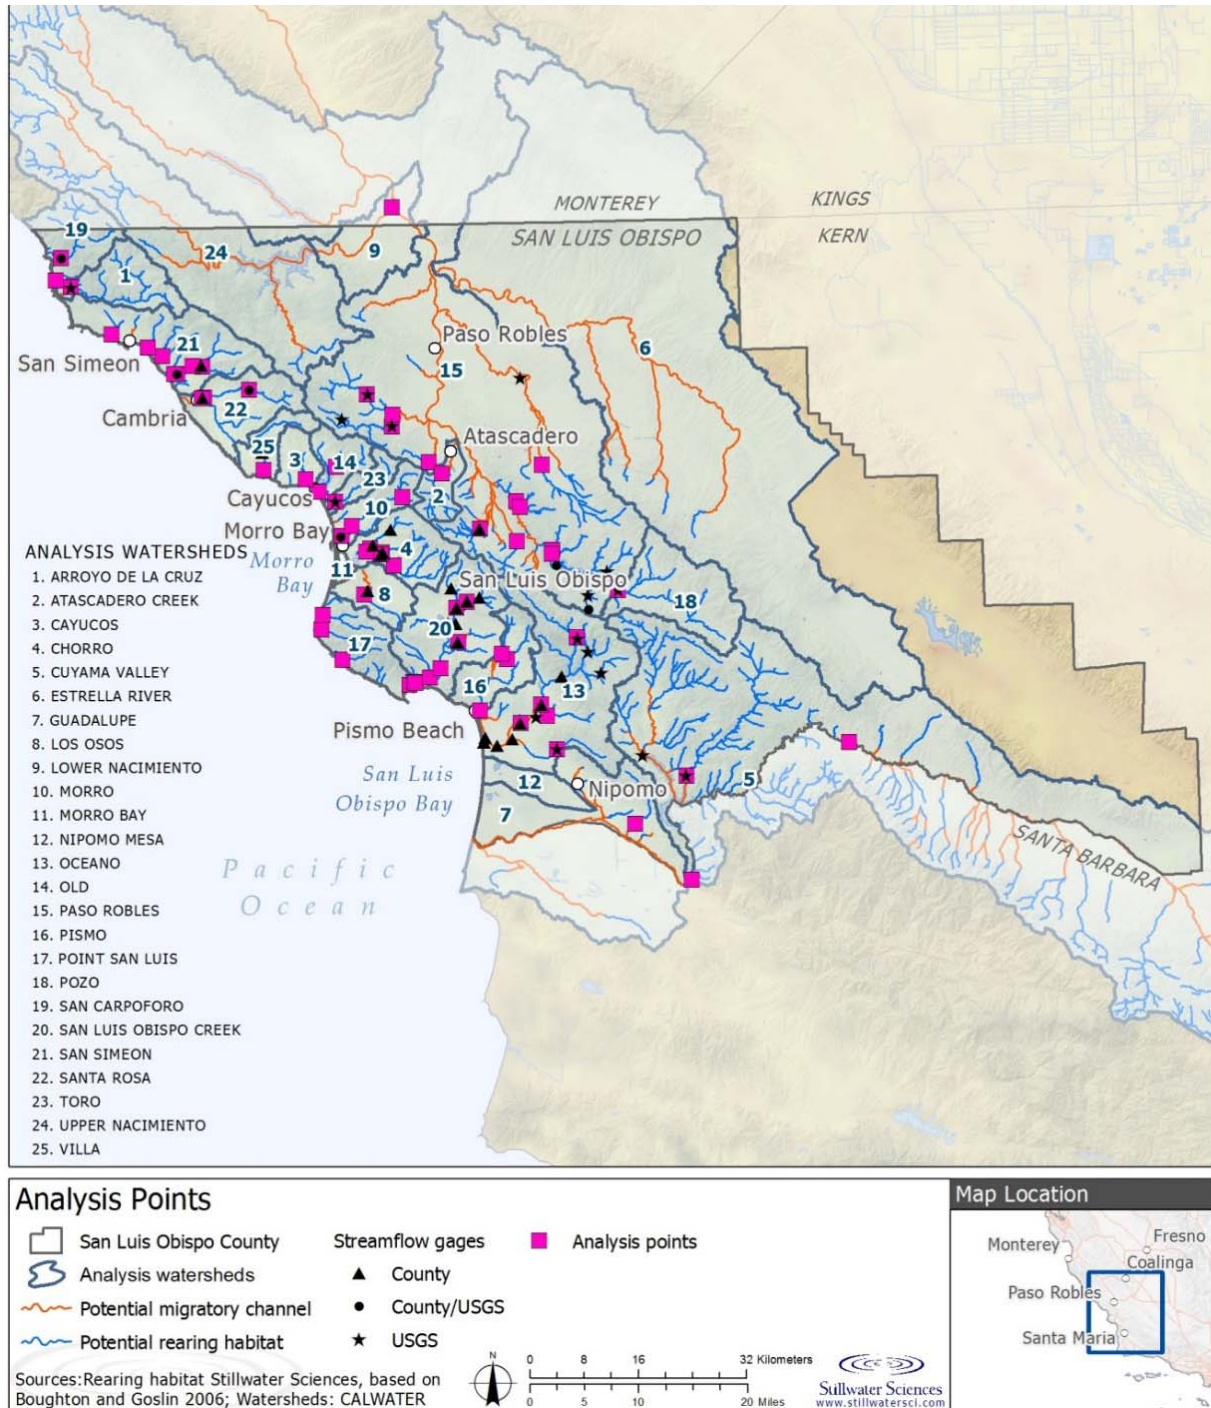 MONTEREY
KINGS
SAN LUIS OBISPO
KERN
19
24
9
1
Paso Robles
6
15
21
San Simeon
22
Cambria
Atascadero
25
3
14
23
2
Cayucos
10
Morro Bay
4
Morro
Bay
11
San Luis Obispo
8
18
20
17
16
13
Pismo Beach
San Luis
Obispo Bay
12
Nipomo
5
7
SANTA BARBARA
Pacific
Ocean
ANALYSIS WATERSHEDS
1. ARROYO DE LA CRUZ
2. ATASCADERO CREEK
3. CAYUCOS
4. CHORRO
5. CUYAMA VALLEY
6. ESTRELLA RIVER
7. GUADALUPE
8. LOS OSOS
9. LOWER NACIMIENTO
10. MORRO
11. MORRO BAY
12. NIPOMO MESA
13. OCEANO
14. OLD
15. PASO ROBLES
16. PISMO
17. POINT SAN LUIS
18. POZO
19. SAN CARPOFORO
20. SAN LUIS OBISPO CREEK
21. SAN SIMEON
22. SANTA ROSA
23. TORO
24. UPPER NACIMIENTO
25. VILLA
Analysis Points
San Luis Obispo County
Analysis watersheds
Potential migratory channel
Potential rearing habitat
Streamflow gages
County
County/USGS
USGS
Analysis points
Sources:Rearing habitat Stillwater Sciences, based on
Boughton and Goslin 2006; Watersheds: CALWATER
N
0 8 16 32 Kilometers
0 5 10 20 Miles
Stillwater Sciences
www.stillwatersci.com
Map Location
Monterey
Fresno
Coalinga
Paso Robles
Santa Maria